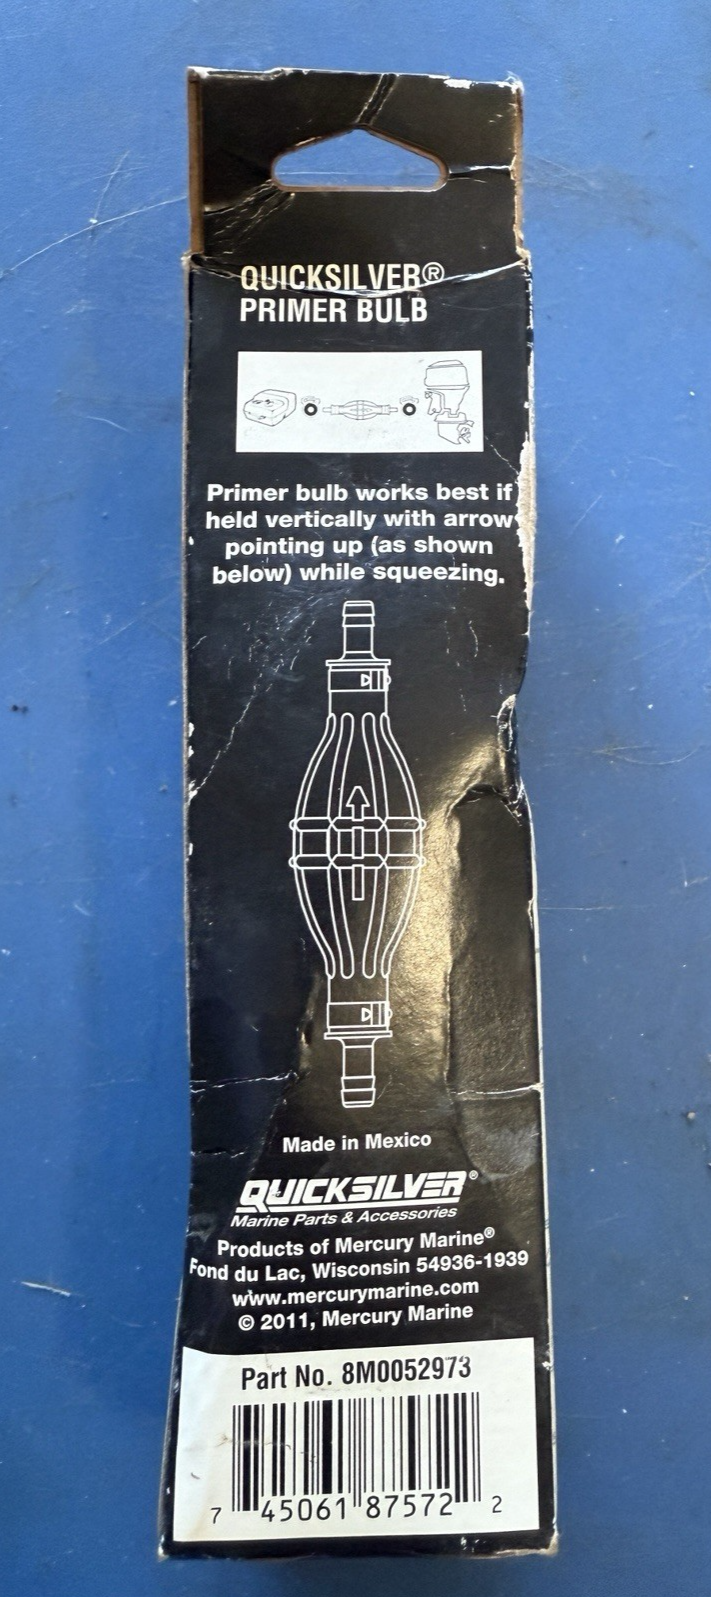 QUICKSILVER®
PRIMER BULB
Primer bulb works best if
held vertically with arrow
pointing up (as shown
below) while squeezing.
Made in Mexico
QUICKSILVER®
Marine Parts & Accessories
Products of Mercury Marine®
Fond du Lac, Wisconsin 54936-1939
www.mercurymarine.com
© 2011, Mercury Marine
Part No. 8M0052973
7 45061 87572 2